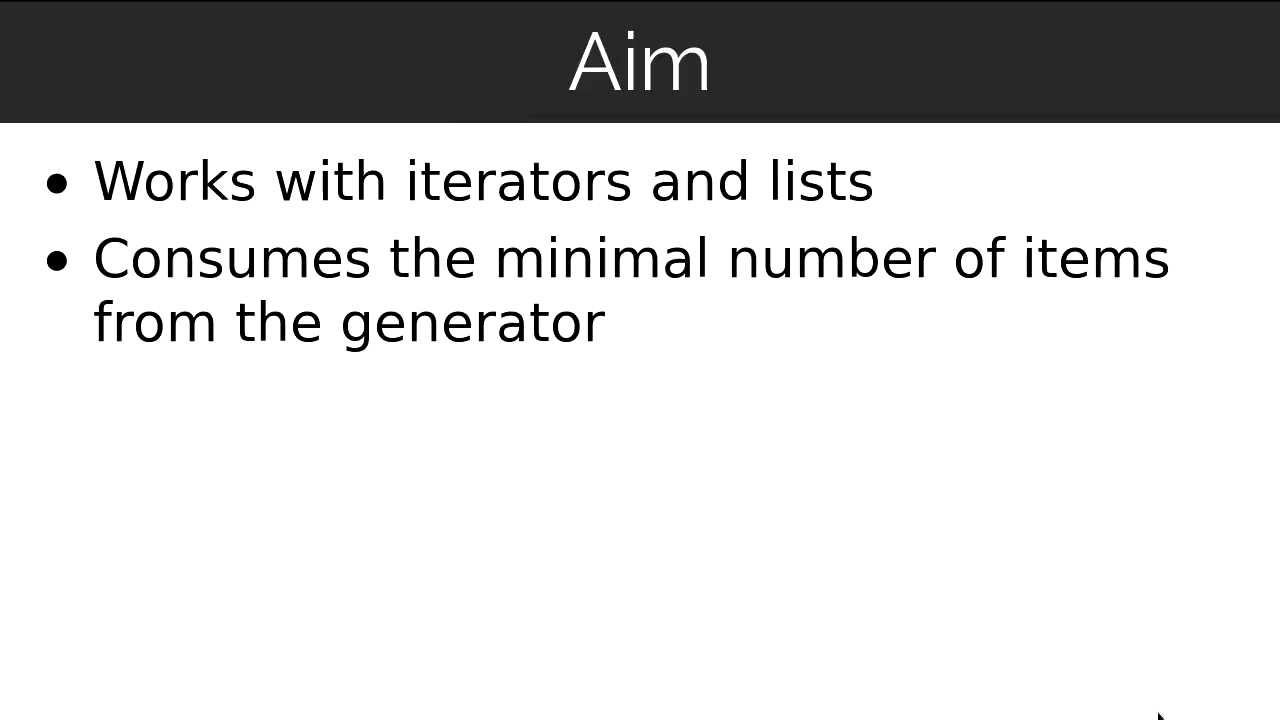 Aim
• Works with iterators and lists
• Consumes the minimal number of items
from the generator